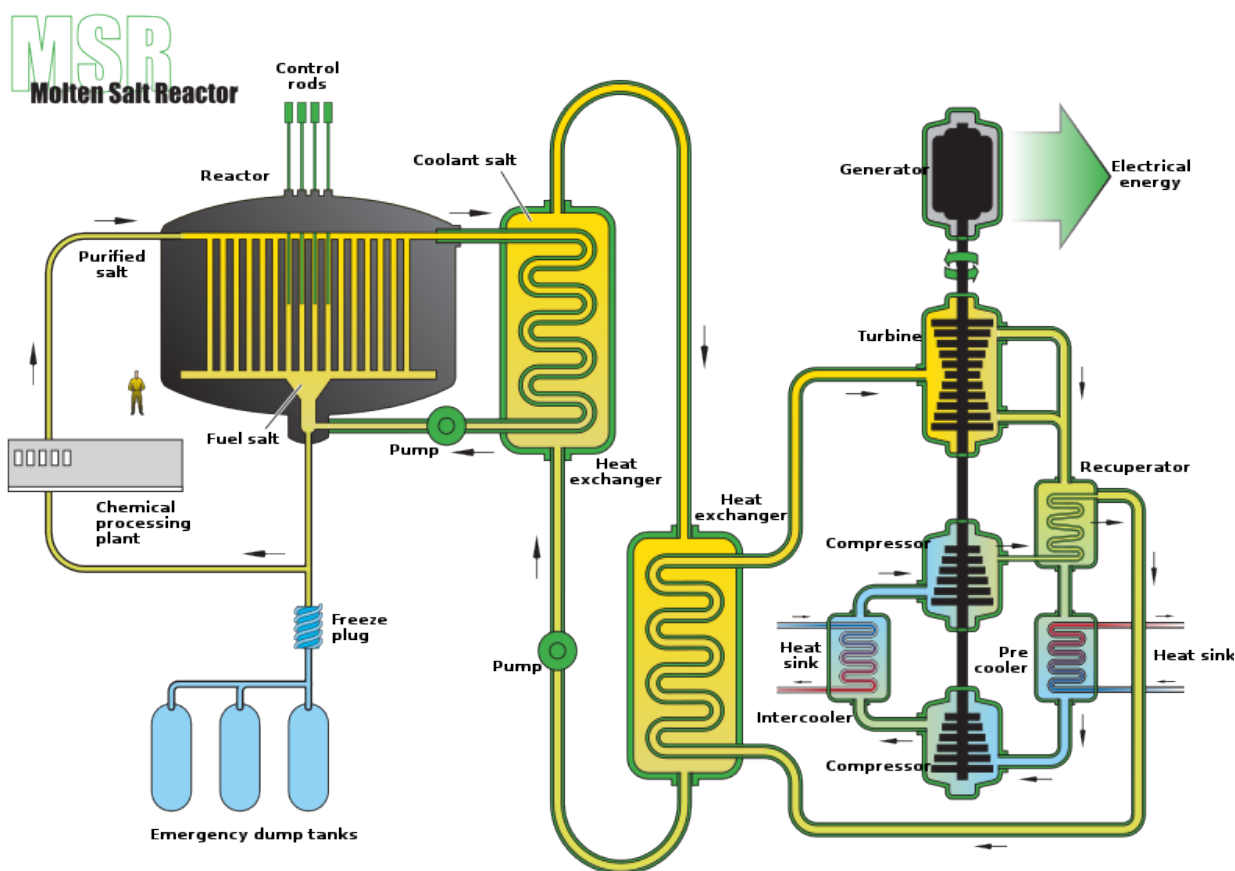 MSR
Molten Salt Reactor
Control
rods
Reactor
Coolant salt
Generator
Electrical
energy
Purified
salt
Turbine
Fuel salt
Pump
Heat
exchanger
Recuperator
Chemical
processing
plant
Heat
exchanger
Compressor
Freeze
plug
Pump
Heat
sink
Pre
cooler
Heat sink
Intercooler
Compressor
Emergency dump tanks